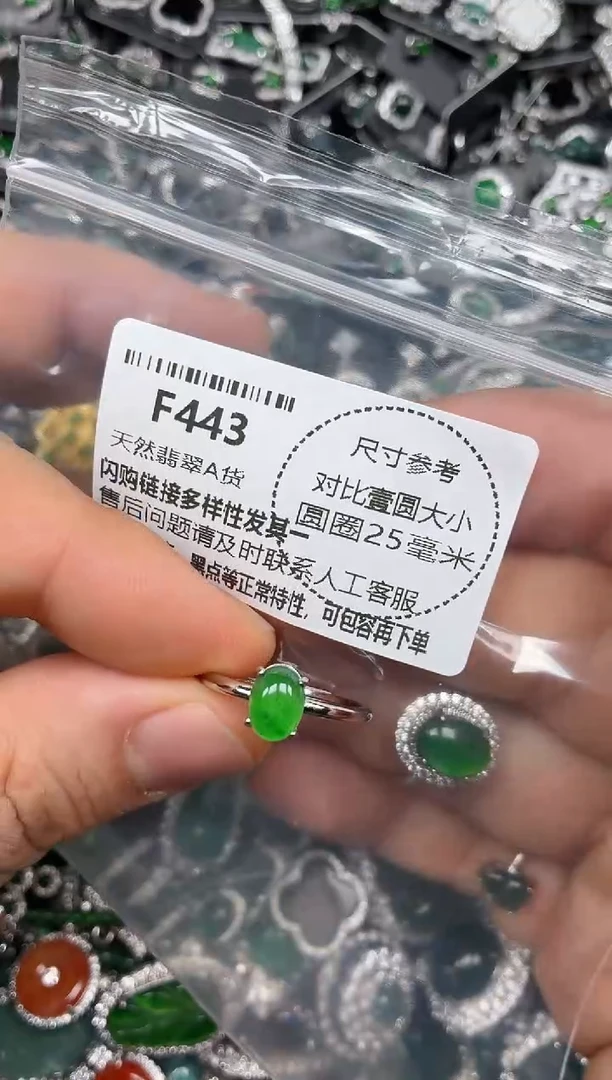 F443
天然翡翠A货
闪购链接多样性发其一
售后问题请及时联系人工客服
黑点等正常特性，可包容再下单
尺寸参考
对比壹圆大小
圆圈25毫米